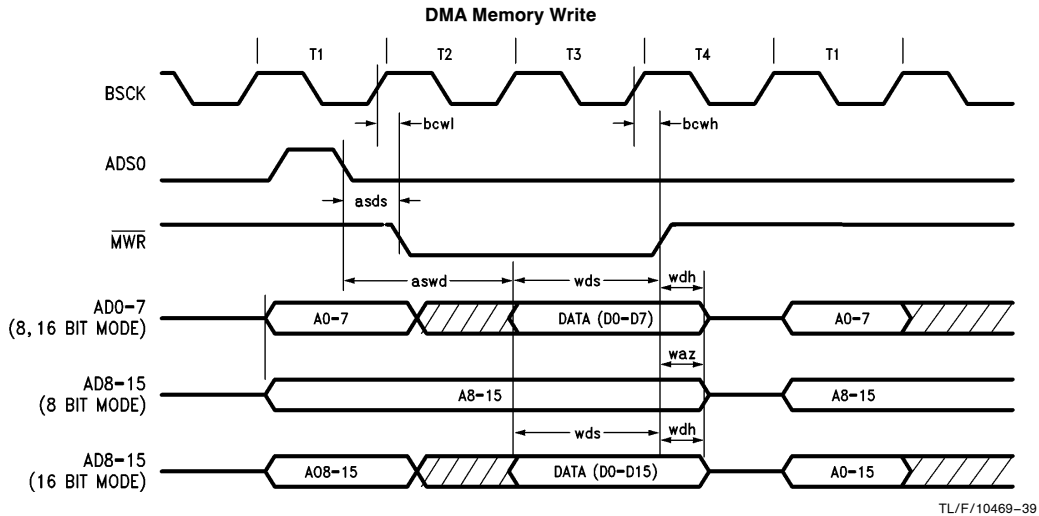 DMA Memory Write
T1 T2 T3 T4 T1
BSCK
bcwl bcwh
ADS0
asds
MWR
aswd wds wdh
AD0-7
(8, 16 BIT MODE)
A0-7 DATA (D0-D7) A0-7
waz
AD8-15
(8 BIT MODE)
A8-15 A8-15
wds wdh
AD8-15
(16 BIT MODE)
A08-15 DATA (D0-D15) A0-15
TL/F/10469-39